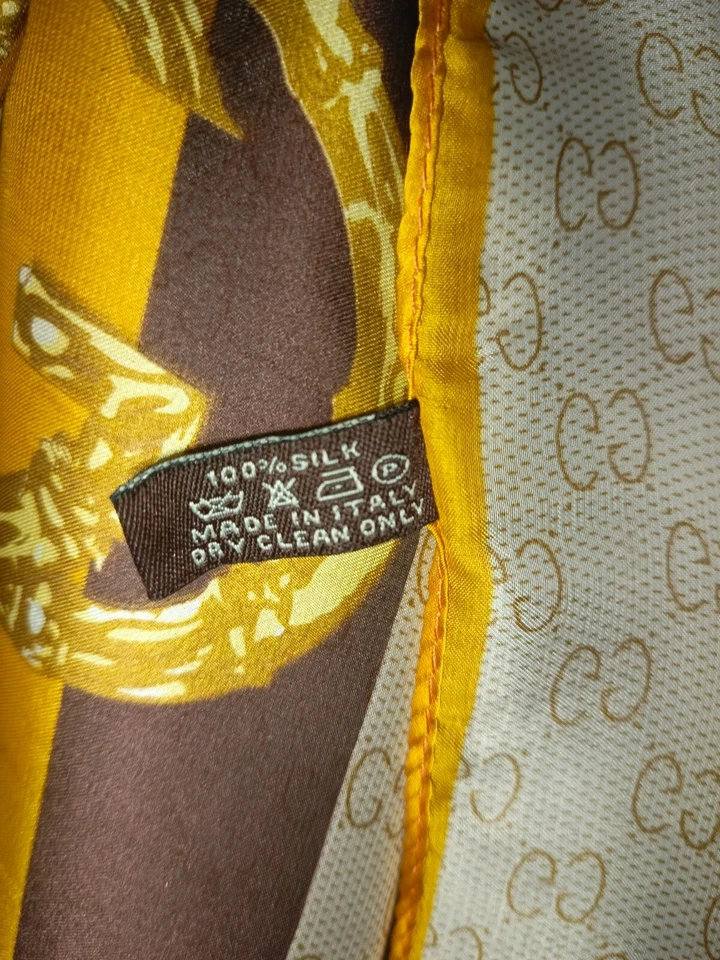 100% SILK
P
MADE IN ITALY
DRY CLEAN ONLY